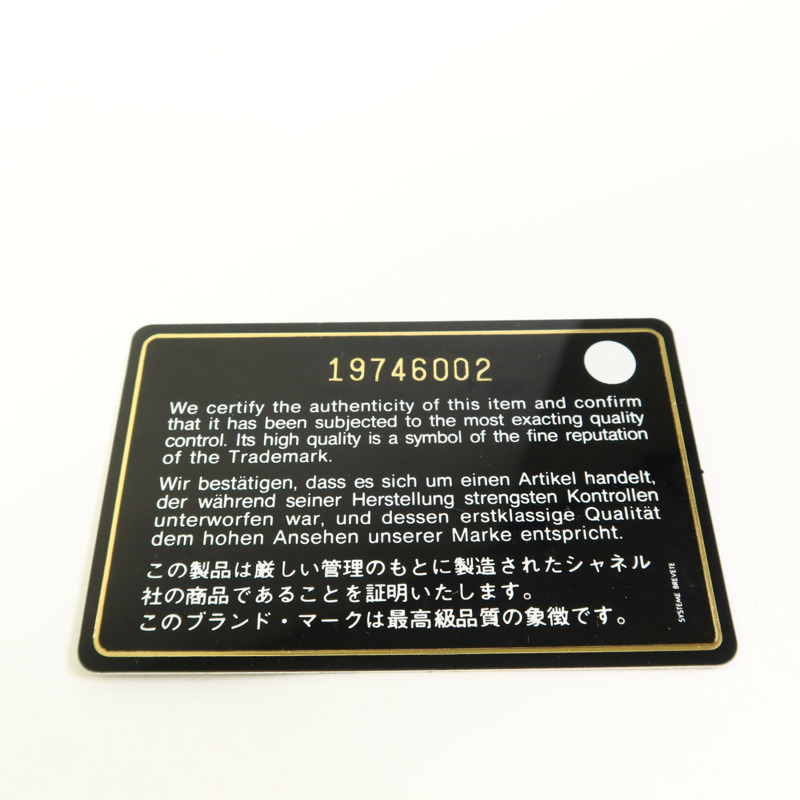 19746002
We certify the authenticity of this item and confirm
that it has been subjected to the most exacting quality
control. Its high quality is a symbol of the fine reputation
of the Trademark.
Wir bestätigen, dass es sich um einen Artikel handelt,
der während seiner Herstellung strengsten Kontrollen
unterworfen war, und dessen erstklassige Qualität
dem hohen Ansehen unserer Marke entspricht.
この製品は厳しい管理のもとに製造されたシャネル
社の商品であることを証明いたします。
このブランド・マークは最高級品質の象徴です。
SYSTEME BREVETE